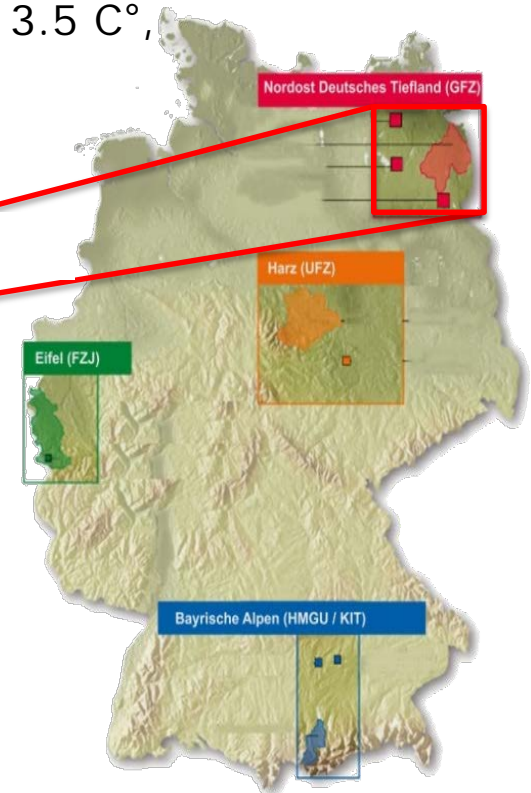 3.5 C°,
Nordost Deutsches Tiefland (GFZ)
Harz (UFZ)
Eifel (FZJ)
Bayrische Alpen (HMGU / KIT)